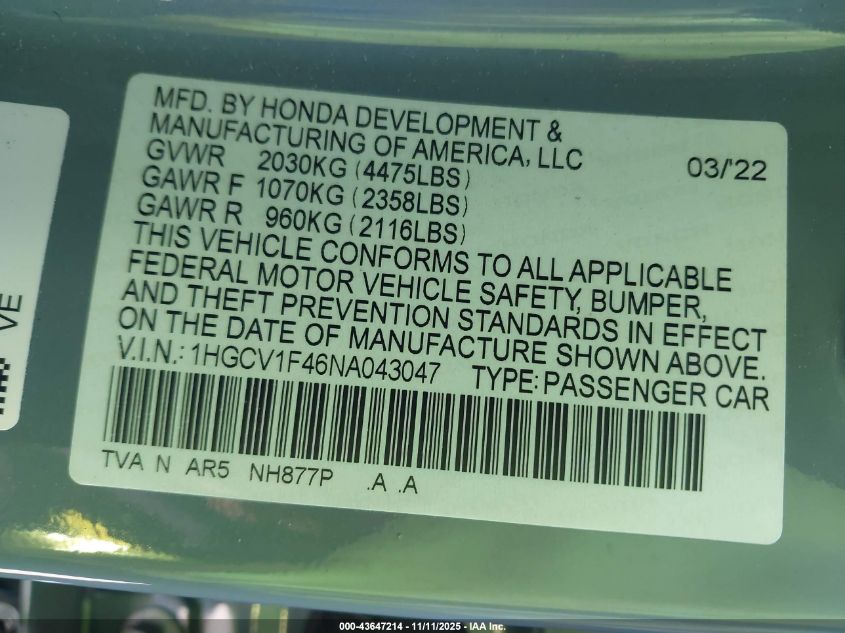 MFD. BY HONDA DEVELOPMENT &
MANUFACTURING OF AMERICA, LLC
GVWR 2030KG (4475LBS) 03/'22
GAWR F 1070KG (2358LBS)
GAWR R 960KG (2116LBS)
THIS VEHICLE CONFORMS TO ALL APPLICABLE
FEDERAL MOTOR VEHICLE SAFETY, BUMPER,
AND THEFT PREVENTION STANDARDS IN EFFECT
ON THE DATE OF MANUFACTURE SHOWN ABOVE.
V.I.N.: 1HGCV1F46NA043047 TYPE: PASSENGER CAR
TVA N AR5 NH877P .A .A
VE
000-43647214 - 11/11/2025 - IAA Inc.